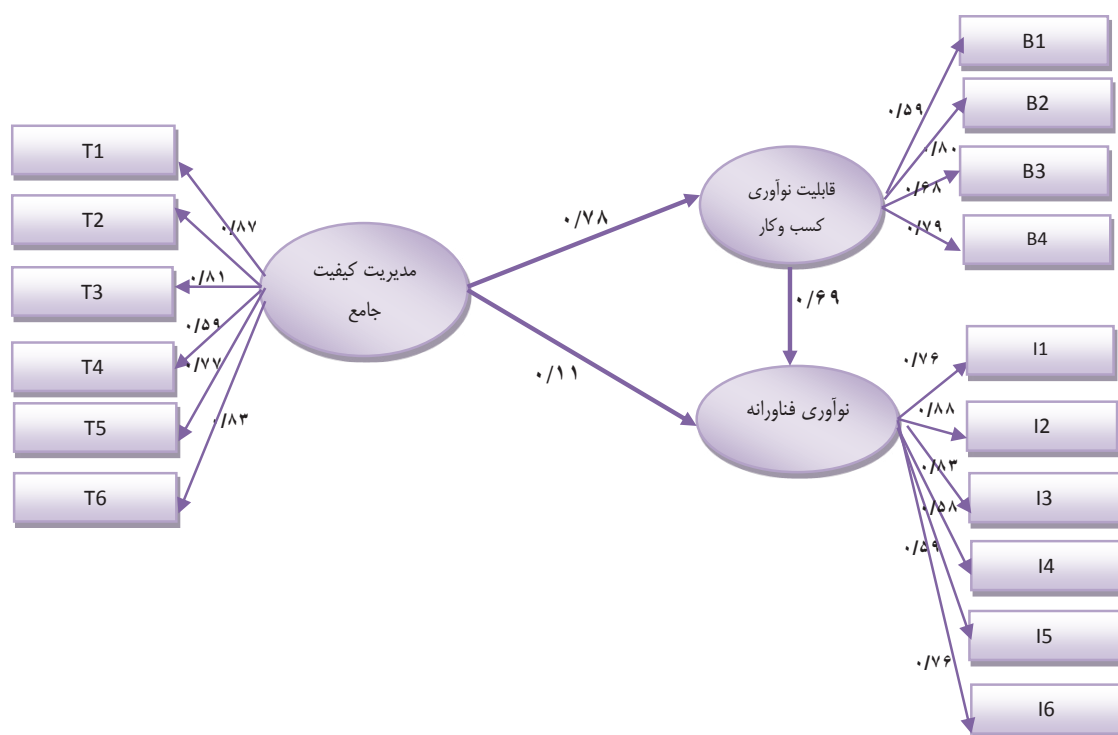 B1
B2
B3
B4
۰/۵۹
۰/۸۰
۰/۶۸
۰/۷۹
T1
T2
T3
T4
T5
T6
۰/۸۷
۰/۸۱
۰/۵۹
۰/۷۷
۰/۸۳
مدیریت کیفیت
جامع
۰/۷۸
۰/۱۱
قابلیت نوآوری
کسب وکار
۰/۶۹
نوآوری فناورانه
۰/۷۶
۰/۸۸
۰/۸۳
۰/۵۸
۰/۵۹
۰/۷۶
I1
I2
I3
I4
I5
I6